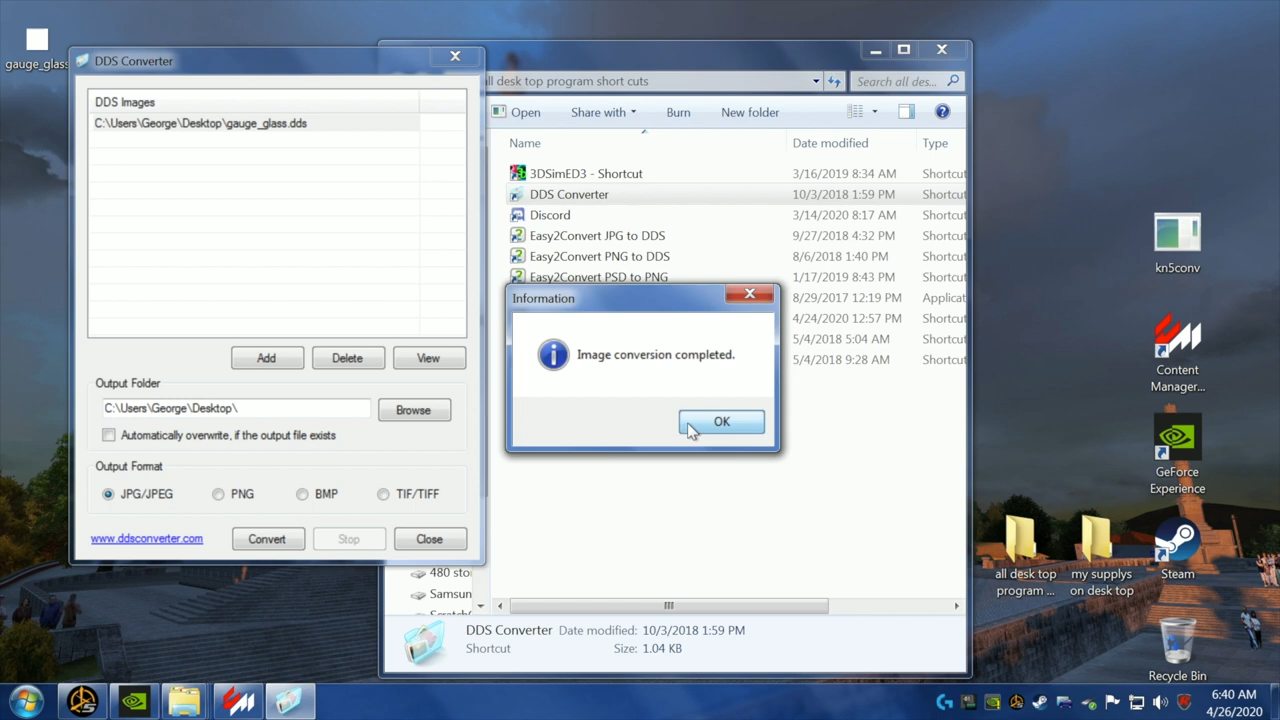 gauge_glass
DDS Converter
DDS Images
C:\Users\George\Desktop\gauge_glass.dds
Add
Delete
View
Output Folder
C:\Users\George\Desktop\
Browse
Automatically overwrite, if the output file exists
Output Format
JPG/JPEG
PNG
BMP
TIF/TIFF
www.ddsconverter.com
Convert
Stop
Close
all desk top program short cuts
Search all des...
Open
Share with
Burn
New folder
Name
Date modified
Type
3DSimED3 - Shortcut
3/16/2019 8:34 AM
Shortcut
DDS Converter
10/3/2018 1:59 PM
Shortcut
Discord
3/14/2020 8:17 AM
Shortcut
Easy2Convert JPG to DDS
9/27/2018 4:32 PM
Shortcut
Easy2Convert PNG to DDS
8/6/2018 1:40 PM
Shortcut
Easy2Convert PSD to PNG
1/17/2019 8:43 PM
Shortcut
8/29/2017 12:19 PM
Applicat
4/24/2020 12:57 PM
Shortcut
5/4/2018 5:04 AM
Shortcut
5/4/2018 9:28 AM
Shortcut
Information
Image conversion completed.
OK
480 sto
Samsun
DDS Converter
Date modified: 10/3/2018 1:59 PM
Shortcut
Size: 1.04 KB
kn5conv
Content
Manager...
GeForce
Experience
all desk top
program ...
my supplys
on desk top
Steam
Recycle Bin
6:40 AM
4/26/2020